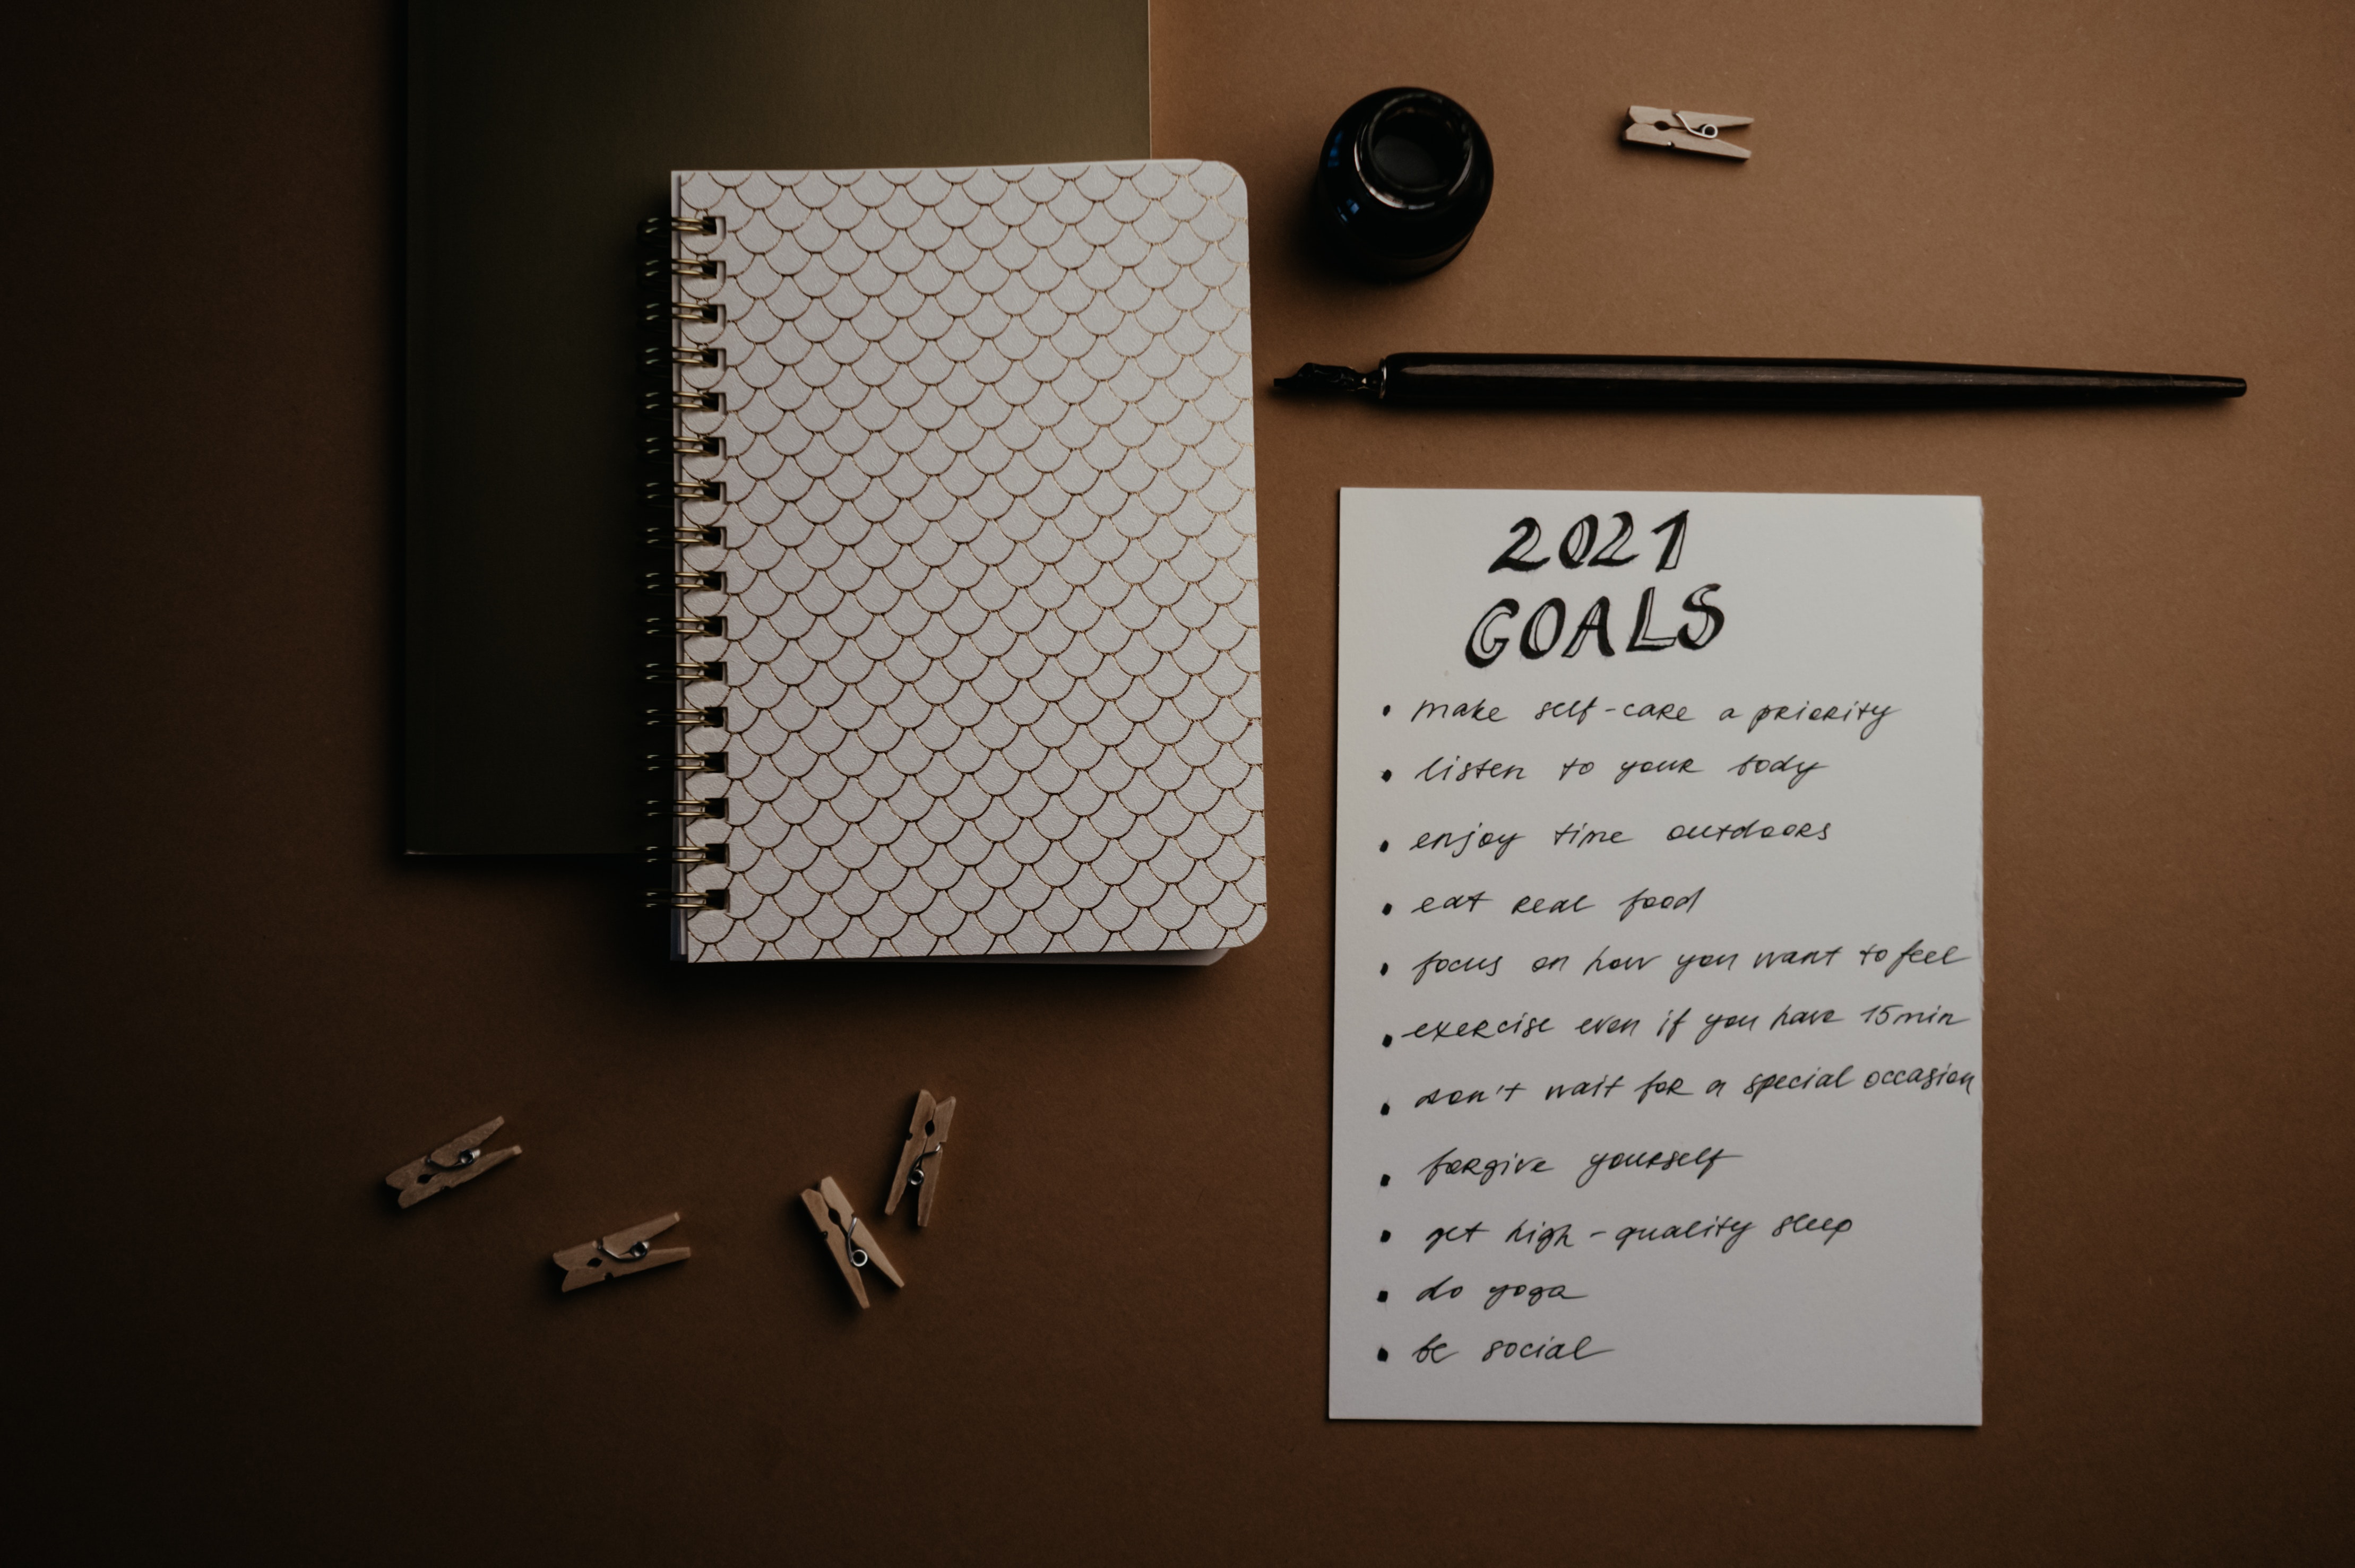 2021
GOALS
• make self-care a priority
• listen to your body
• enjoy time outdoors
• eat real food
• focus on how you want to feel
• exercise even if you have 15min
• don't wait for a special occasion
• forgive yourself
• get high-quality sleep
• do yoga
• be social